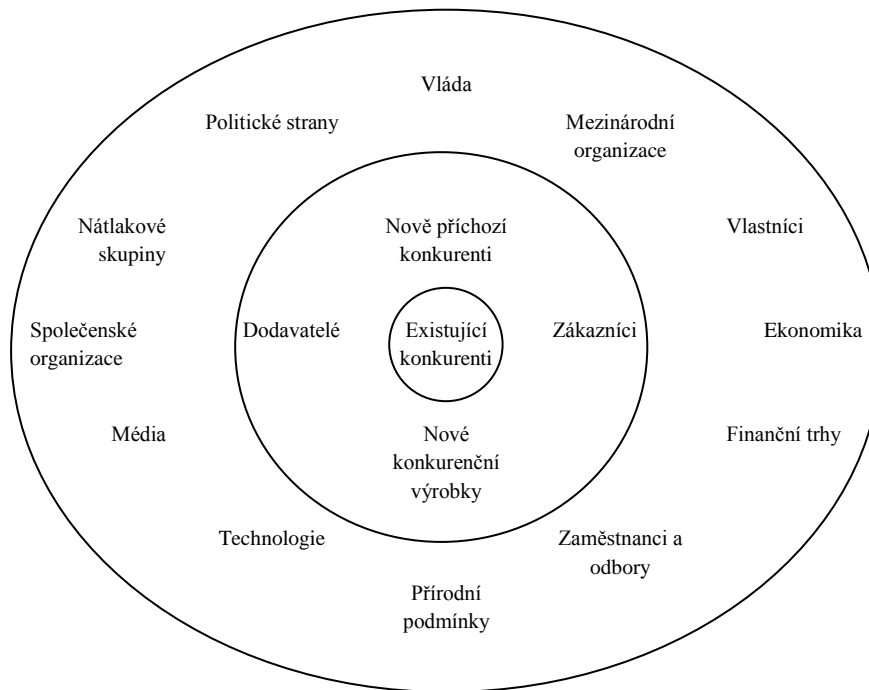 Vláda
Politické strany
Mezinárodní
organizace
Nátlakové
skupiny
Nově příchozí
konkurenti
Vlastníci
Společenské
organizace
Dodavatelé
Existující
konkurenti
Zákazníci
Ekonomika
Média
Nové
konkurenční
výrobky
Finanční trhy
Technologie
Zaměstnanci a
odbory
Přírodní
podmínky